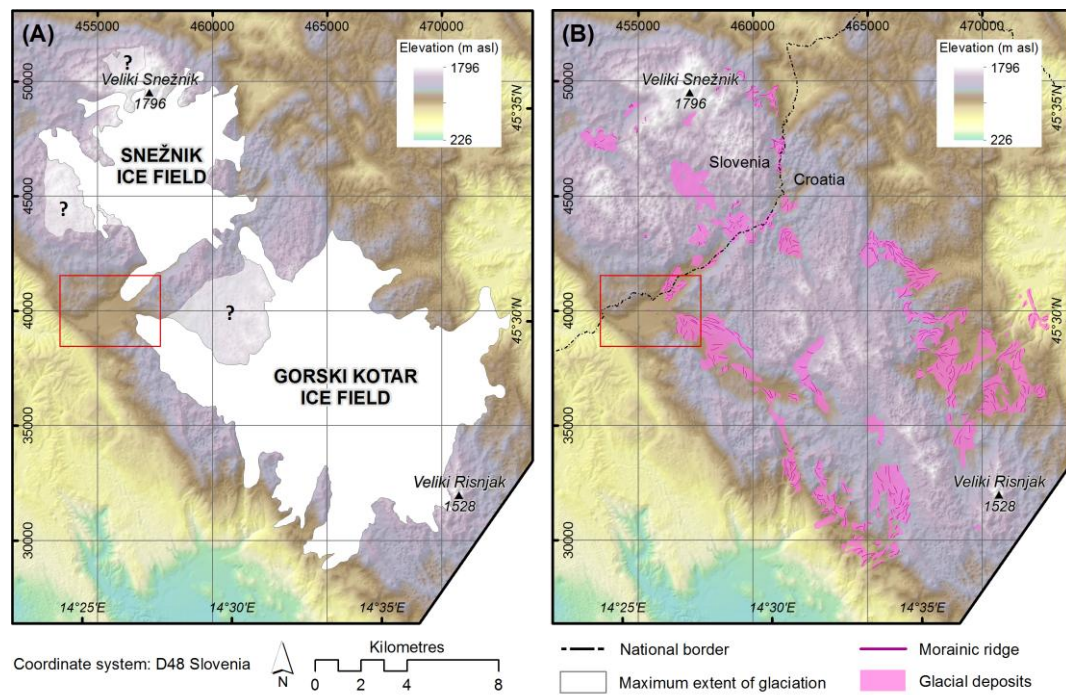 (A)
455000 460000 465000 470000
Elevation (m asl)
1796
226
?
Veliki Snežnik
1796
50000
45°35'N
SNEŽNIK
ICE FIELD
45000
?
40000
45°30'N
?
GORSKI KOTAR
ICE FIELD
35000
Veliki Risnjak
1528
30000
14°25'E 14°30'E 14°35'E
(B)
455000 460000 465000 470000
Elevation (m asl)
1796
226
Veliki Snežnik
1796
50000
45°35'N
Slovenia
Croatia
45000
40000
45°30'N
35000
Veliki Risnjak
1528
30000
14°25'E 14°30'E 14°35'E
Coordinate system: D48 Slovenia
N
Kilometres
0 2 4 8
National border
Morainic ridge
Maximum extent of glaciation
Glacial deposits